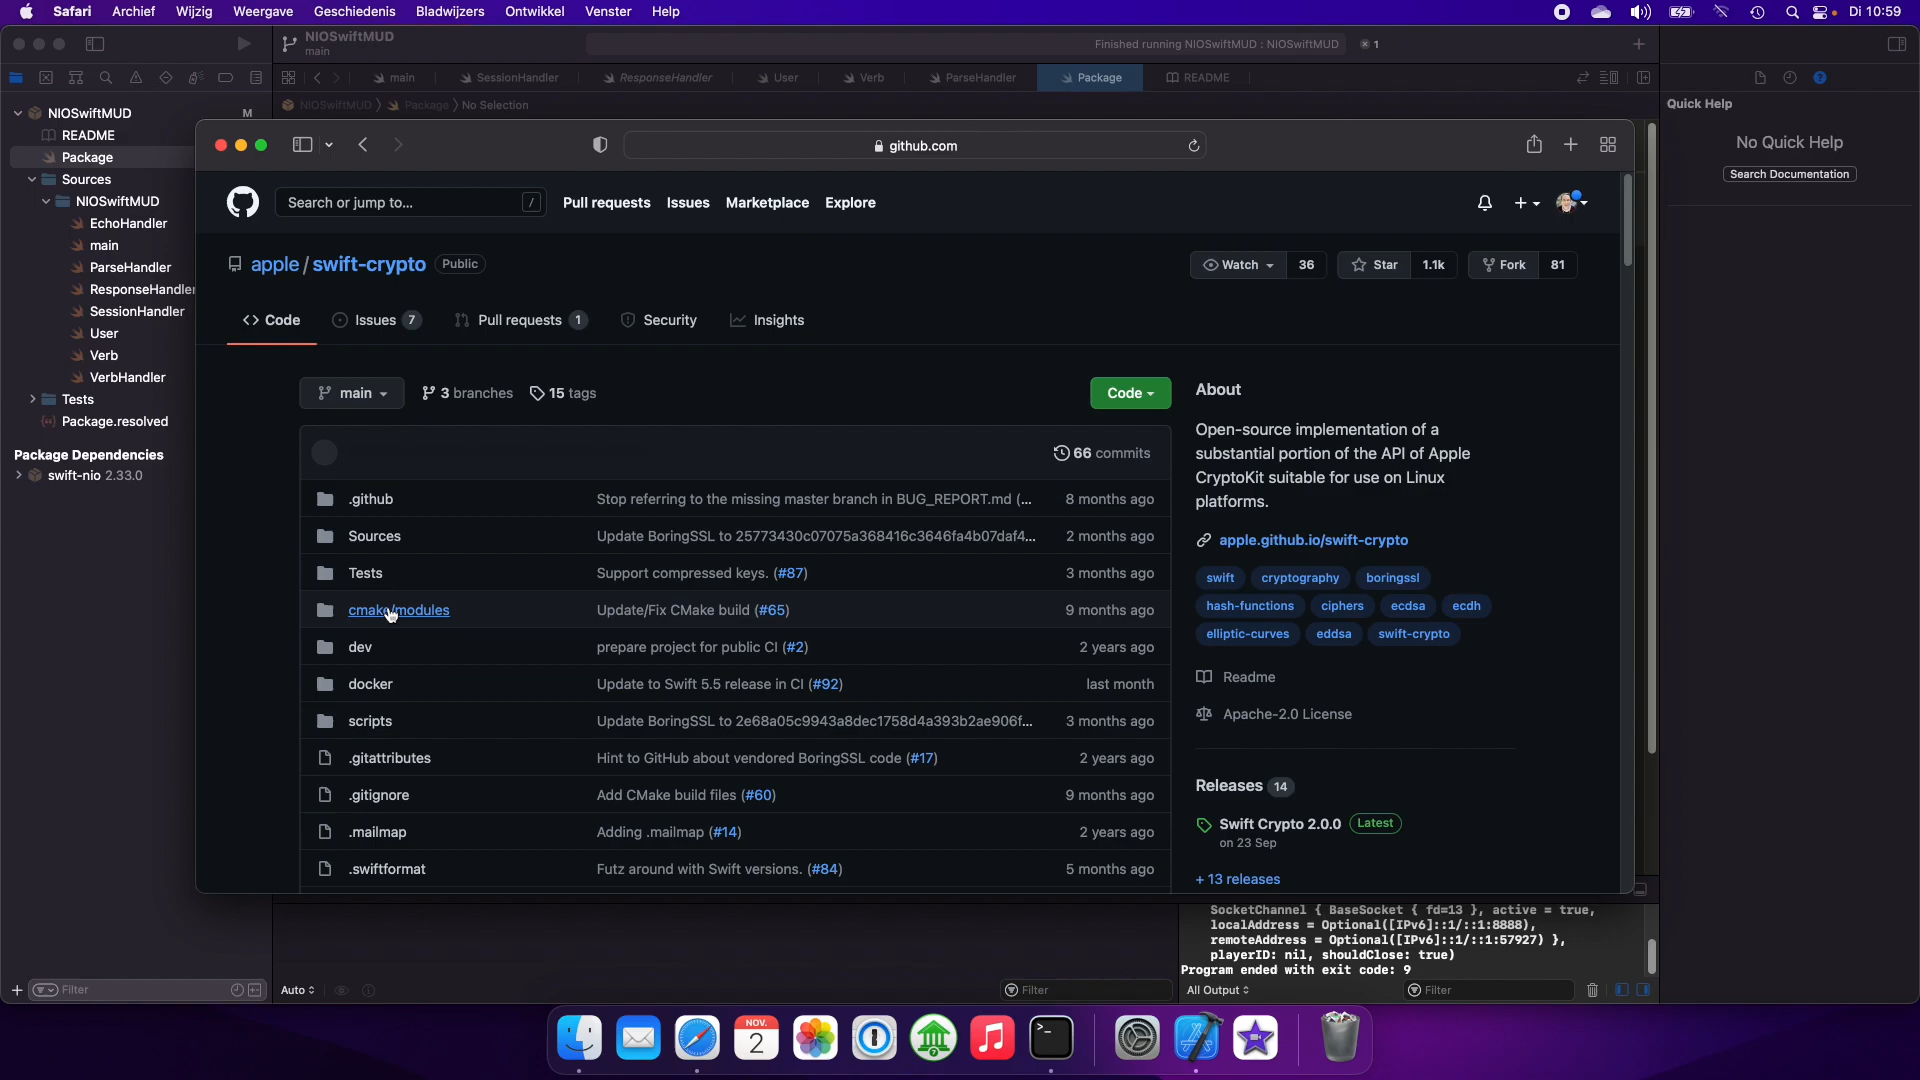 Safari Archief Wijzig Weergave Geschiedenis Bladwijzers Ontwikkel Venster Help Di 10:59
NIOSwiftMUD
main
Finished running NIOSwiftMUD : NIOSwiftMUD 1
main SessionHandler ResponseHandler User Verb ParseHandler Package README
NIOSwiftMUD Package No Selection
NIOSwiftMUD M
README
Package
Sources
NIOSwiftMUD
EchoHandler
main
ParseHandler
ResponseHandler
SessionHandler
User
Verb
VerbHandler
Tests
Package.resolved
Package Dependencies
swift-nio 2.33.0
Filter
Quick Help
No Quick Help
Search Documentation
github.com
Search or jump to... /
Pull requests Issues Marketplace Explore
apple / swift-crypto Public
Watch 36 Star 1.1k Fork 81
Code Issues 7 Pull requests 1 Security Insights
main 3 branches 15 tags Code
66 commits
.github Stop referring to the missing master branch in BUG_REPORT.md (... 8 months ago
Sources Update BoringSSL to 25773430c07075a368416c3646fa4b07daf4... 2 months ago
Tests Support compressed keys. (#87) 3 months ago
cmake/modules Update/Fix CMake build (#65) 9 months ago
dev prepare project for public CI (#2) 2 years ago
docker Update to Swift 5.5 release in CI (#92) last month
scripts Update BoringSSL to 2e68a05c9943a8dec1758d4a393b2ae906f... 3 months ago
.gitattributes Hint to GitHub about vendored BoringSSL code (#17) 2 years ago
.gitignore Add CMake build files (#60) 9 months ago
.mailmap Adding .mailmap (#14) 2 years ago
.swiftformat Futz around with Swift versions. (#84) 5 months ago
About
Open-source implementation of a
substantial portion of the API of Apple
CryptoKit suitable for use on Linux
platforms.
apple.github.io/swift-crypto
swift cryptography boringssl
hash-functions ciphers ecdsa ecdh
elliptic-curves eddsa swift-crypto
Readme
Apache-2.0 License
Releases 14
Swift Crypto 2.0.0 Latest
on 23 Sep
+ 13 releases
SocketChannel { BaseSocket { fd=13 }, active = true,
localAddress = Optional([IPv6]::1/::1:8888),
remoteAddress = Optional([IPv6]::1/::1:57927) },
playerID: nil, shouldClose: true)
Program ended with exit code: 9
Auto Filter All Output Filter
NOV.
2